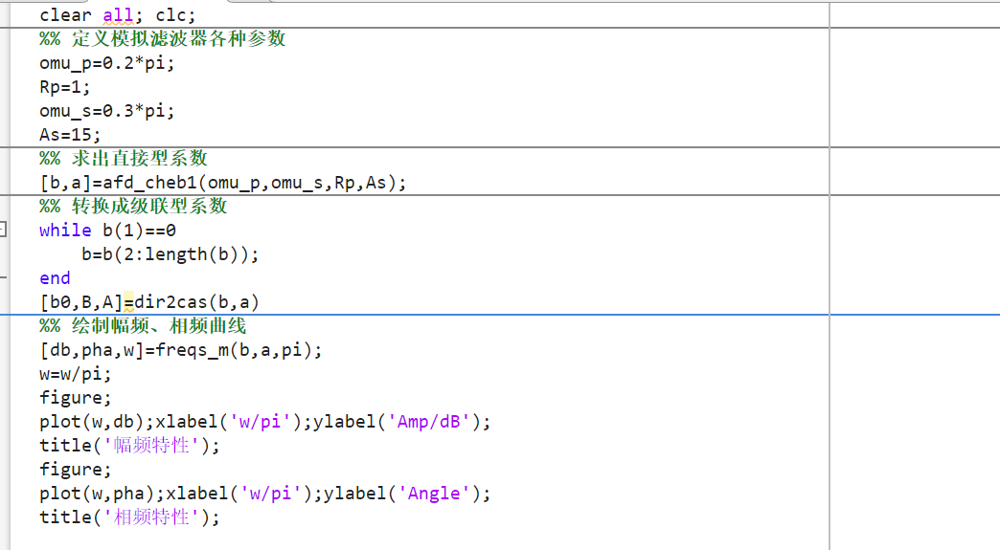 clear all; clc;
%% 定义模拟滤波器各种参数
omu_p=0.2*pi;
Rp=1;
omu_s=0.3*pi;
As=15;
%% 求出直接型系数
[b,a]=afd_cheb1(omu_p,omu_s,Rp,As);
%% 转换成级联型系数
while b(1)==0
    b=b(2:length(b));
end
[b0,B,A]=dir2cas(b,a)
%% 绘制幅频、相频曲线
[db,pha,w]=freqs_m(b,a,pi);
w=w/pi;
figure;
plot(w,db);xlabel('w/pi');ylabel('Amp/dB');
title('幅频特性');
figure;
plot(w,pha);xlabel('w/pi');ylabel('Angle');
title('相频特性');